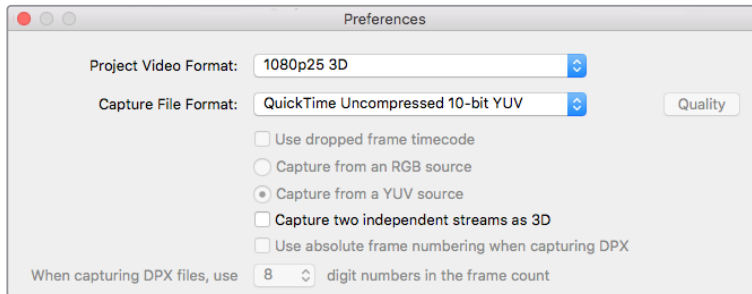 Preferences
Project Video Format: 1080p25 3D
Capture File Format: QuickTime Uncompressed 10-bit YUV Quality
Use dropped frame timecode
Capture from an RGB source
Capture from a YUV source
Capture two independent streams as 3D
Use absolute frame numbering when capturing DPX
When capturing DPX files, use 8 digit numbers in the frame count